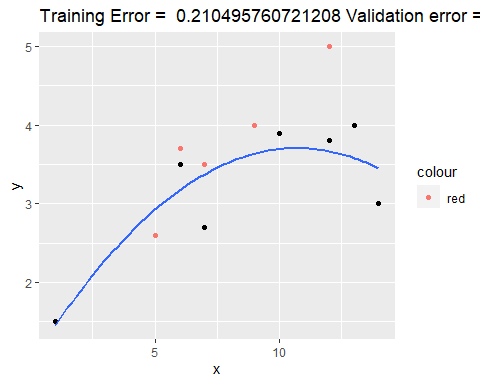 Training Error = 0.210495760721208 Validation error =
5
4
3
2
y
5
10
x
colour
red